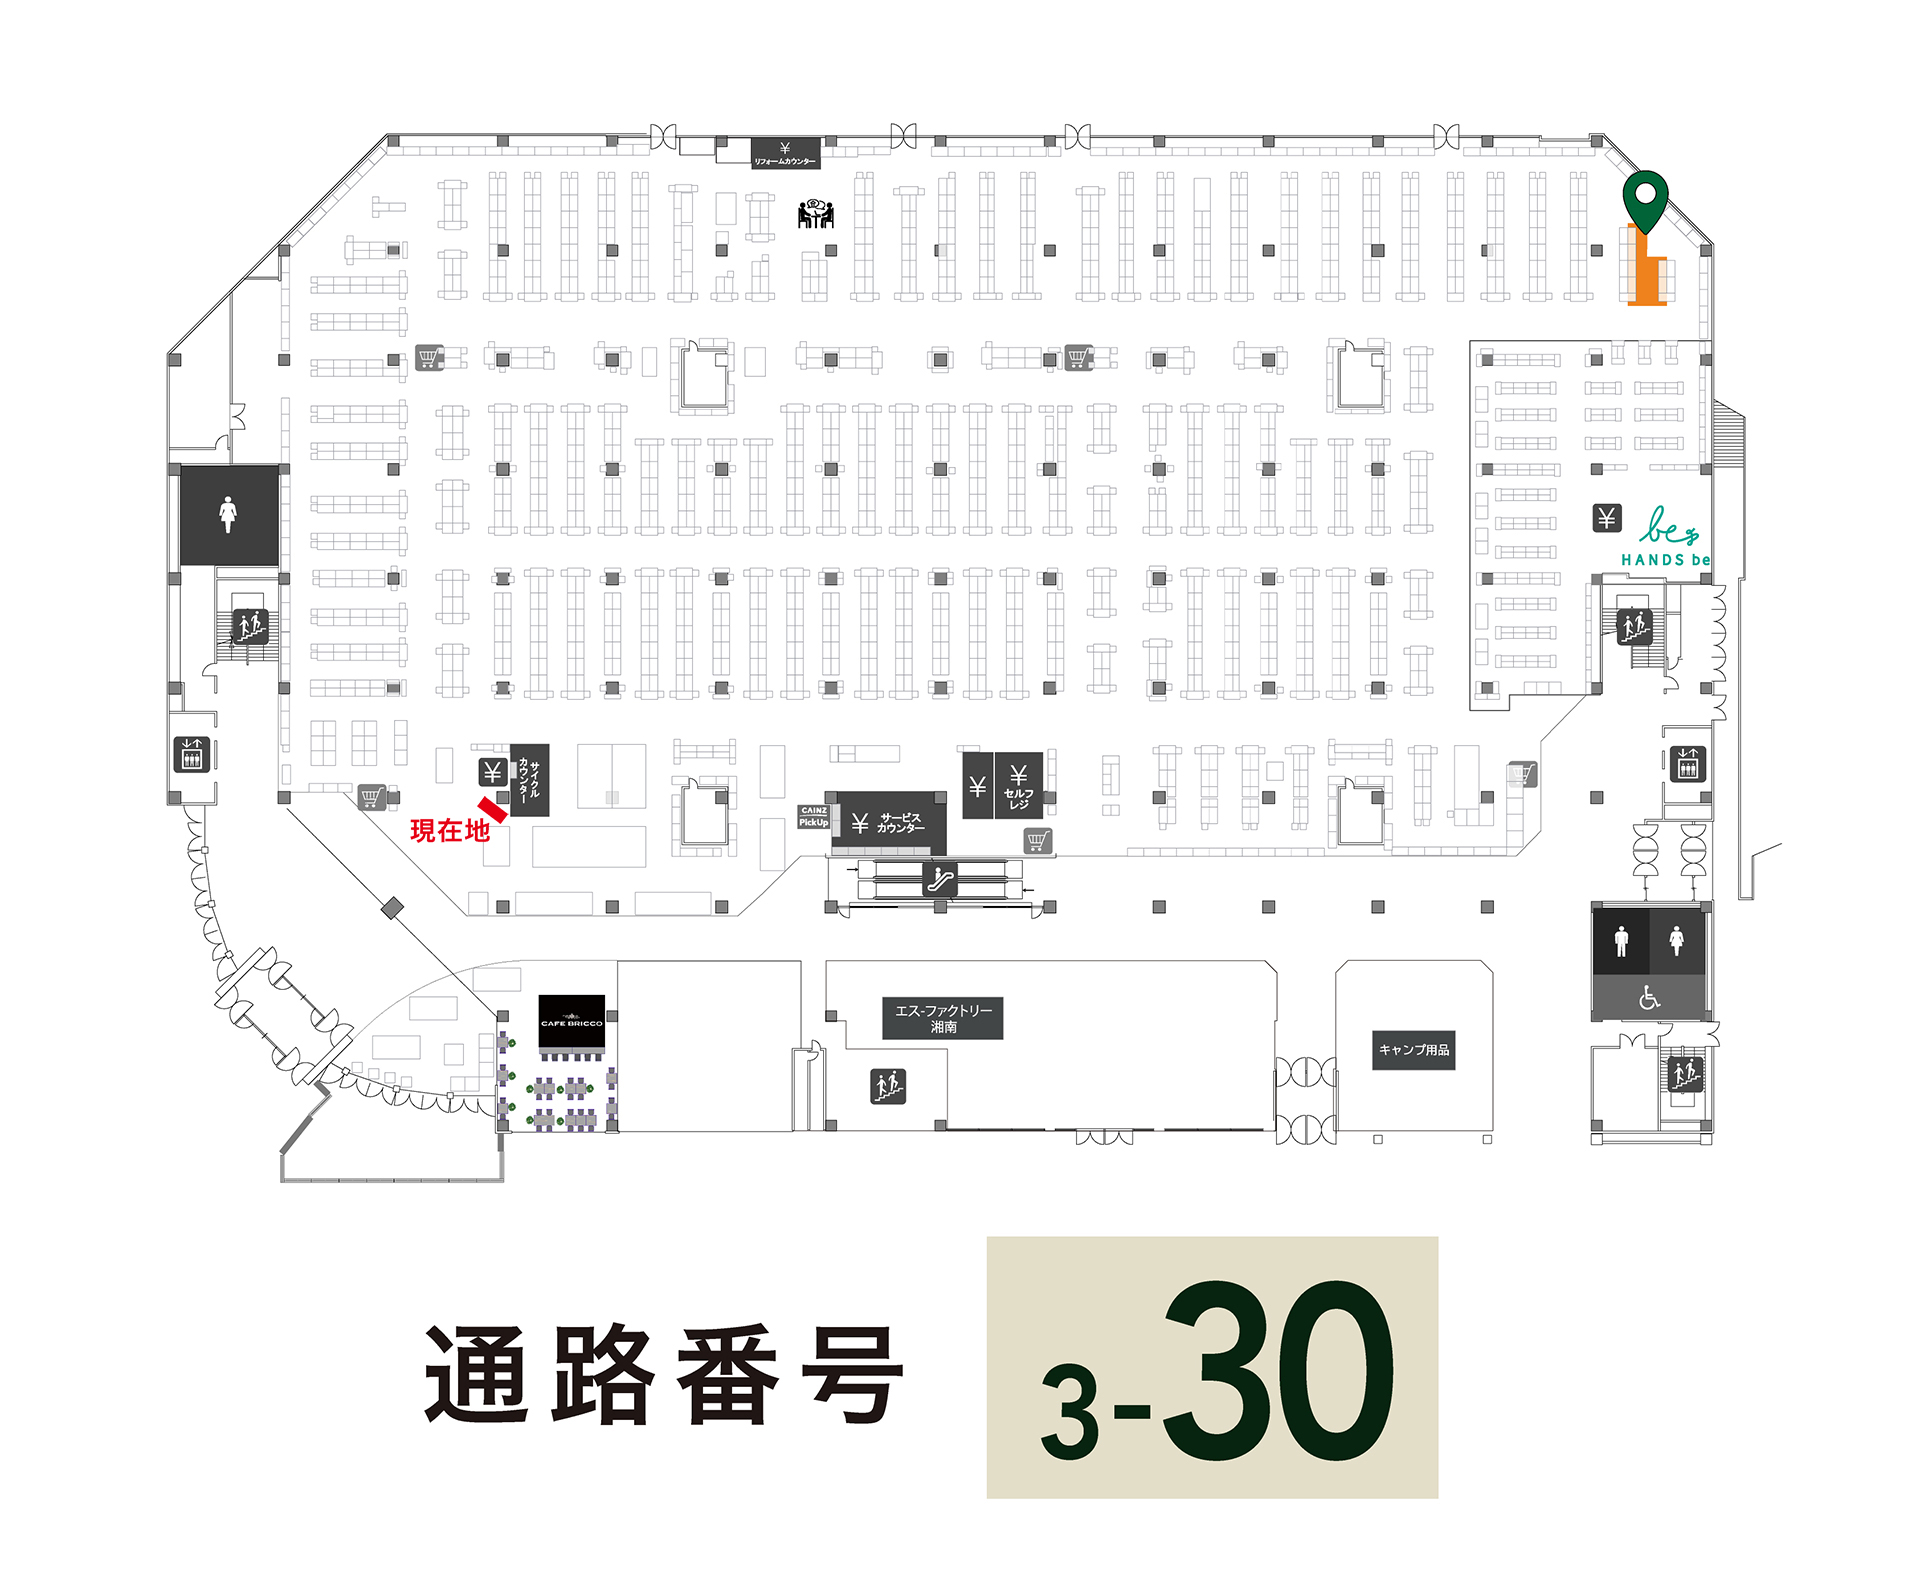 ¥
リフォームカウンター
¥
be
HANDS be
¥
サイクル
カウンター
現在地
¥
¥
セルフ
レジ
CAINZ
PickUp
¥
サービス
カウンター
CAFE BRICCO
エス-ファクトリー
湘南
キャンプ用品
通路番号
3-30